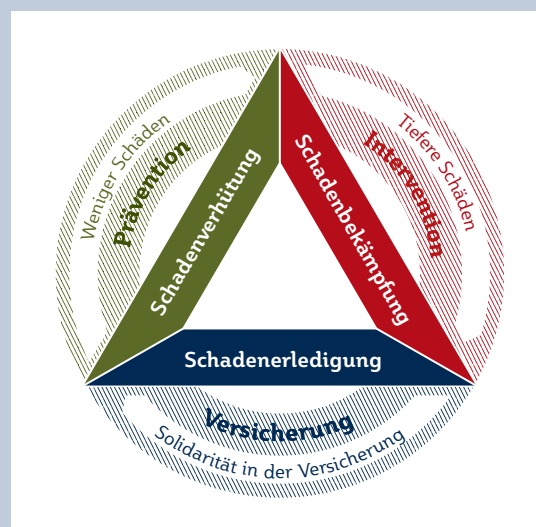 Weniger Schäden
Prävention
Schadenverhütung
Tiefere Schäden
Intervention
Schadenbekämpfung
Schadenerledigung
Versicherung
Solidarität in der Versicherung